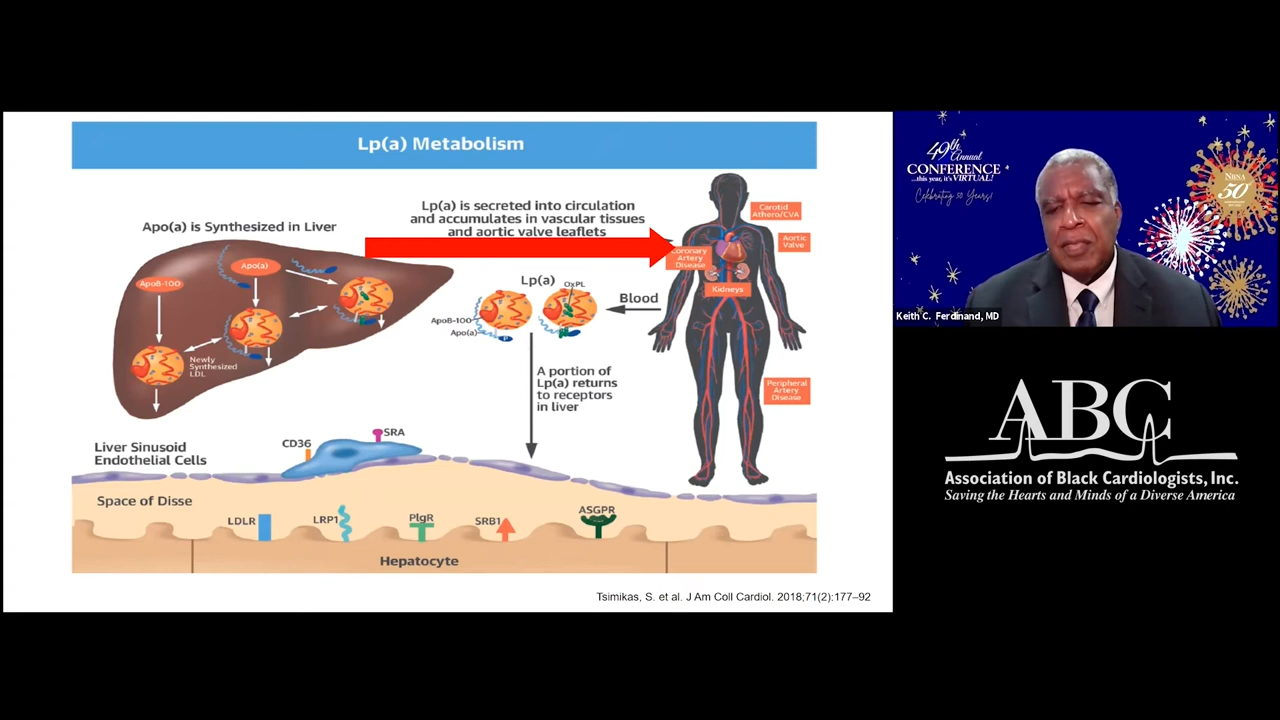 Lp(a) Metabolism
Apo(a) is Synthesized in Liver
Lp(a) is secreted into circulation
and accumulates in vascular tissues
and aortic valve leaflets
Apo(a)
ApoB-100
Newly
Synthesized
LDL
Lp(a)
OxPL
ApoB-100
Apo(a)
Blood
A portion of
Lp(a) returns
to receptors
in liver
Carotid
Athero/CVA
Aortic
Valve
Coronary
Artery
Disease
Kidneys
Peripheral
Artery
Disease
Liver Sinusoid
Endothelial Cells
CD36
SRA
Space of Disse
LDLR
LRP1
PlgR
SRB1
ASGPR
Hepatocyte
Tsimikas, S. et al. J Am Coll Cardiol. 2018;71(2):177–92
49th
Annual
CONFERENCE
...this year, it's VIRTUAL!
Celebrating 50 Years!
NBNA
50
Keith C. Ferdinand, MD
ABC
Association of Black Cardiologists, Inc.
Saving the Hearts and Minds of a Diverse America